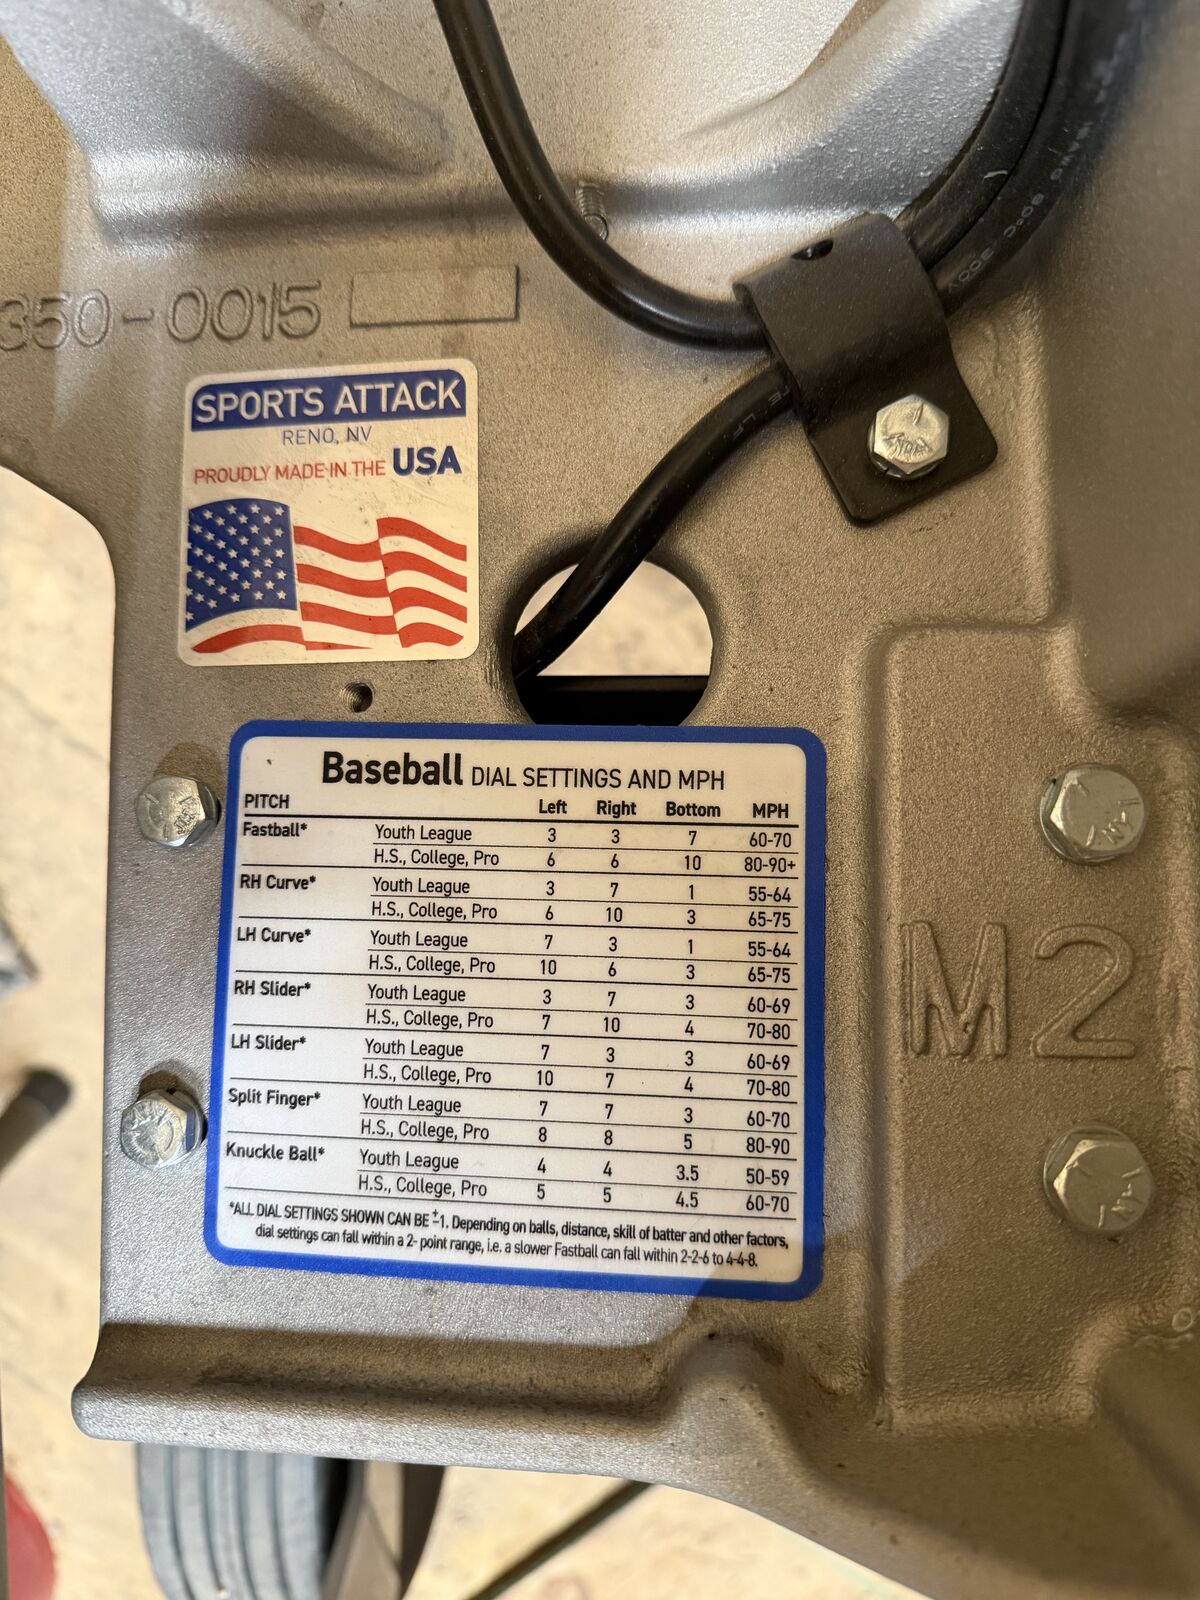 350-0015
SPORTS ATTACK
RENO, NV
PROUDLY MADE IN THE USA
Baseball DIAL SETTINGS AND MPH
PITCH Left Right Bottom MPH
Fastball* Youth League 3 3 7 60-70
H.S., College, Pro 6 6 10 80-90+
RH Curve* Youth League 3 7 1 55-64
H.S., College, Pro 6 10 3 65-75
LH Curve* Youth League 7 3 1 55-64
H.S., College, Pro 10 6 3 65-75
RH Slider* Youth League 3 7 3 60-69
H.S., College, Pro 7 10 4 70-80
LH Slider* Youth League 7 3 3 60-69
H.S., College, Pro 10 7 4 70-80
Split Finger* Youth League 7 7 3 60-70
H.S., College, Pro 8 8 5 80-90
Knuckle Ball* Youth League 4 4 3.5 50-59
H.S., College, Pro 5 5 4.5 60-70
*ALL DIAL SETTINGS SHOWN CAN BE ±1. Depending on balls, distance, skill of batter and other factors,
dial settings can fall within a 2- point range, i.e. a slower Fastball can fall within 2-2-6 to 4-4-8.
M2
80°C 300V